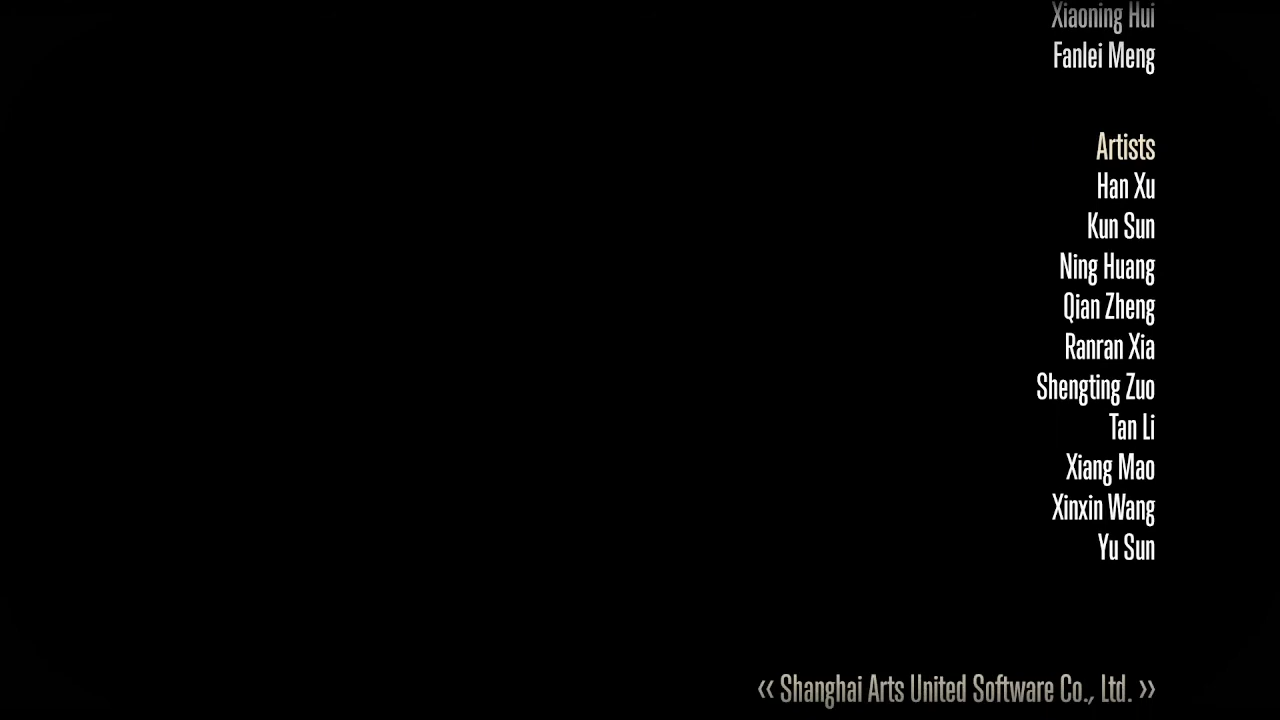 Xiaoning Hui
Fanlei Meng
Artists
Han Xu
Kun Sun
Ning Huang
Qian Zheng
Ranran Xia
Shengting Zuo
Tan Li
Xiang Mao
Xinxin Wang
Yu Sun
‹‹ Shanghai Arts United Software Co., Ltd. ››